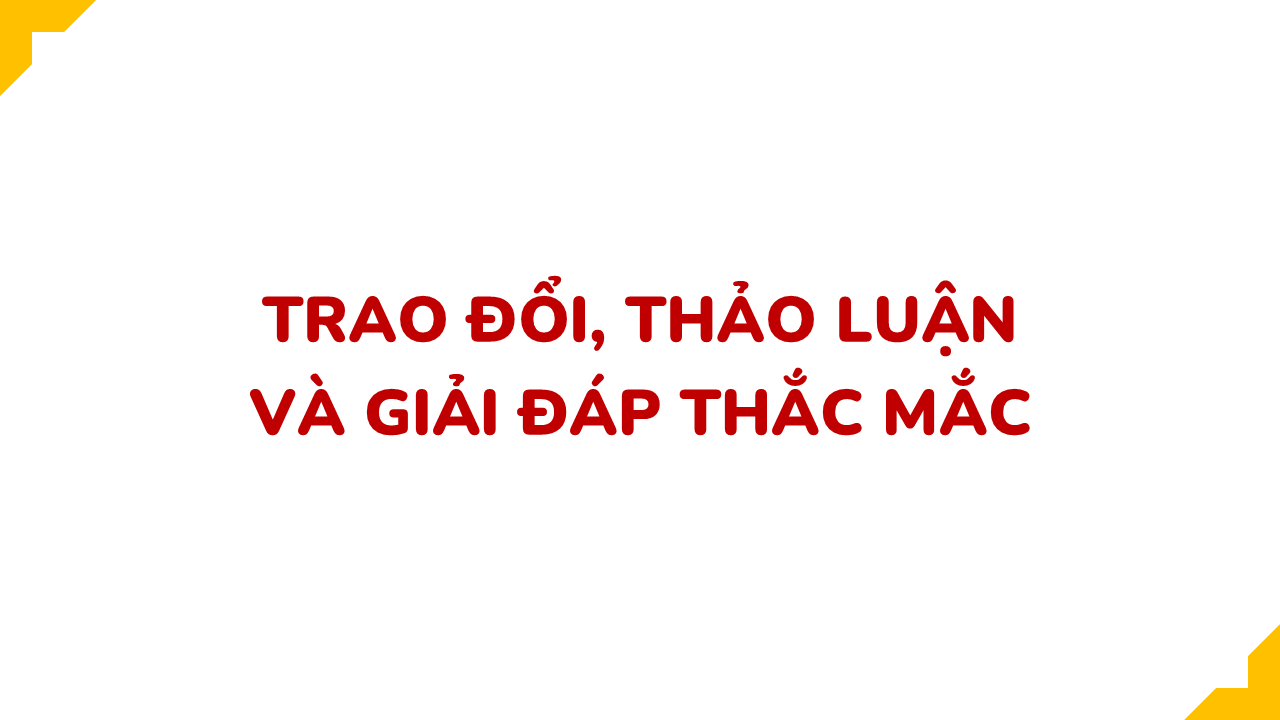 TRAO ĐỔI, THẢO LUẬN
VÀ GIẢI ĐÁP THẮC MẮC